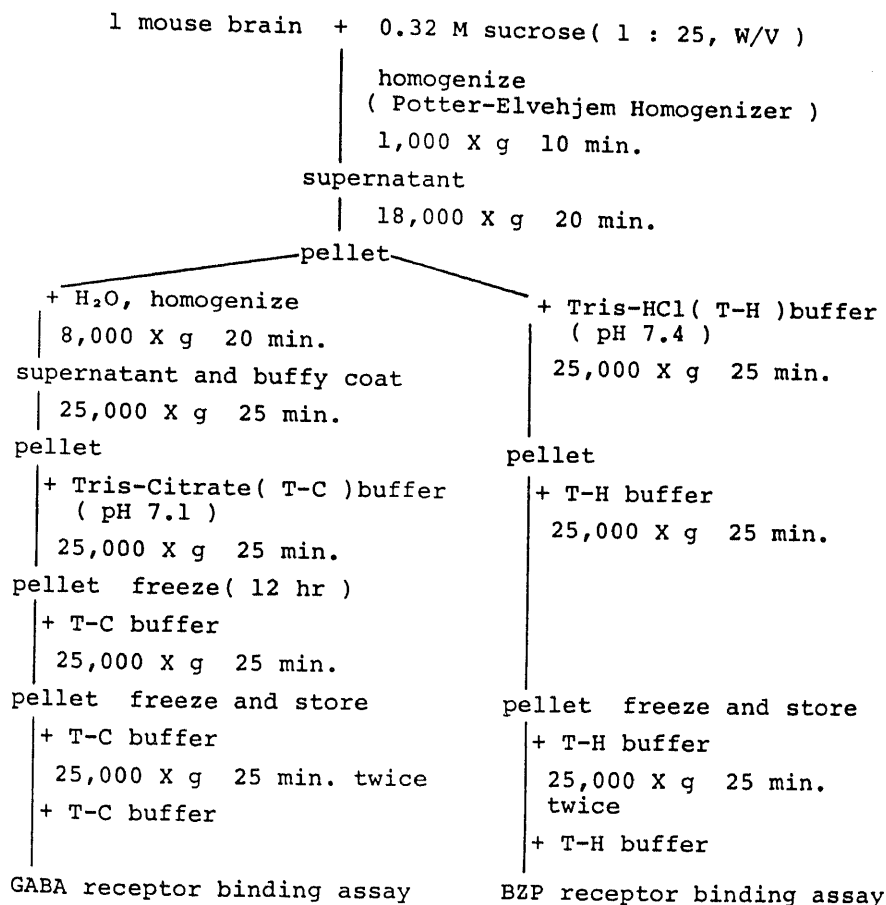 1 mouse brain + 0.32 M sucrose( 1 : 25, W/V )
homogenize
( Potter-Elvehjem Homogenizer )
1,000 X g 10 min.
supernatant
18,000 X g 20 min.
pellet
+ H₂O, homogenize
8,000 X g 20 min.
supernatant and buffy coat
25,000 X g 25 min.
pellet
+ Tris-Citrate( T-C )buffer
( pH 7.1 )
25,000 X g 25 min.
pellet freeze( 12 hr )
+ T-C buffer
25,000 X g 25 min.
pellet freeze and store
+ T-C buffer
25,000 X g 25 min. twice
+ T-C buffer
GABA receptor binding assay
+ Tris-HCl( T-H )buffer
( pH 7.4 )
25,000 X g 25 min.
pellet
+ T-H buffer
25,000 X g 25 min.
pellet freeze and store
+ T-H buffer
25,000 X g 25 min.
twice
+ T-H buffer
BZP receptor binding assay